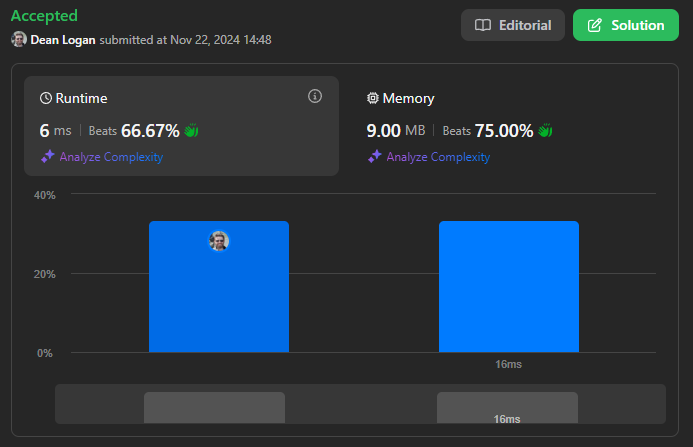 Accepted
Dean Logan submitted at Nov 22, 2024 14:48
Editorial
Solution
Runtime
6 ms | Beats 66.67%
Analyze Complexity
Memory
9.00 MB | Beats 75.00%
Analyze Complexity
40%
20%
0%
16ms
16ms